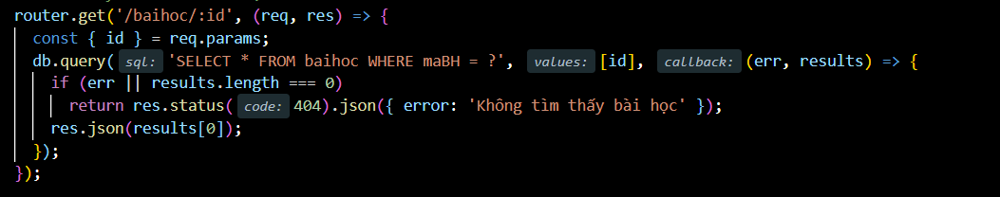 router.get('/baihoc/:id', (req, res) => {
  const { id } = req.params;
  db.query( sql: 'SELECT * FROM baihoc WHERE maBH = ?', values: [id], callback: (err, results) => {
    if (err || results.length === 0)
      return res.status( code: 404).json({ error: 'Không tìm thấy bài học' });
    res.json(results[0]);
  });
});